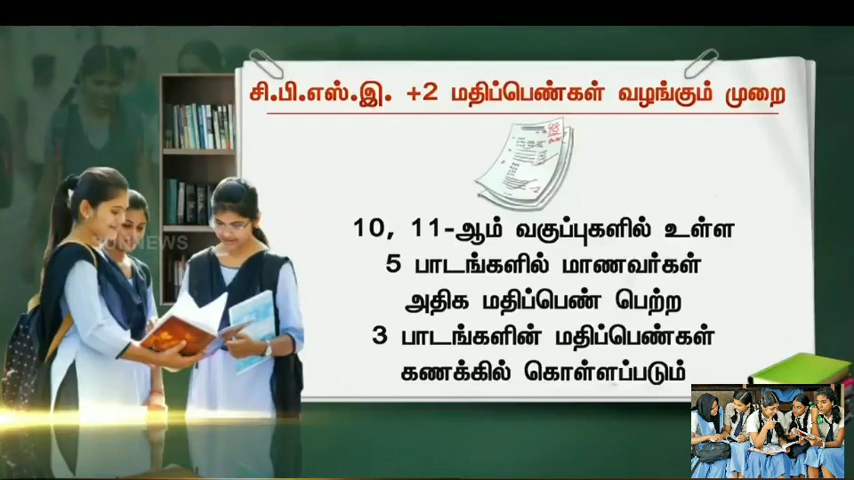 சி.பி.எஸ்.இ. +2 மதிப்பெண்கள் வழங்கும் முறை
10, 11-ஆம் வகுப்புகளில் உள்ள
5 பாடங்களில் மாணவர்கள்
அதிக மதிப்பெண் பெற்ற
3 பாடங்களின் மதிப்பெண்கள்
கணக்கில் கொள்ளப்படும்